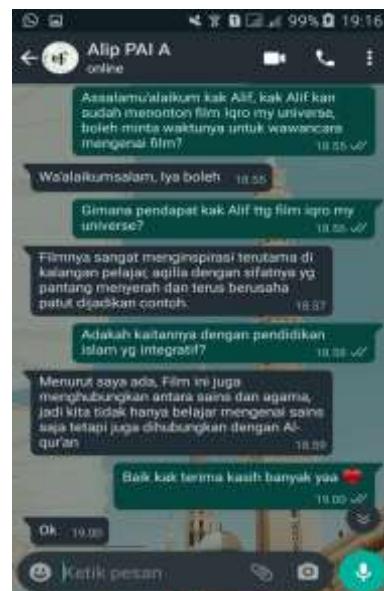 99% 19:16
Alip PAI A
online
Assalamu'alaikum kak Alif, kak Alif kan
sudah menonton film iqro my universe,
boleh minta waktunya untuk wawancara
mengenai film?
18.55
Wa'alaikumsalam, Iya boleh 18.55
Gimana pendapat kak Alif ttg film iqro my
universe?
18.55
Filmnya sangat menginspirasi terutama di
kalangan pelajar, aqilla dengan sifatnya yg
pantang menyerah dan terus berusaha
patut dijadikan contoh.
18.57
Adakah kaitannya dengan pendidikan
islam yg integratif?
18.58
Menurut saya ada, Film ini juga
menghubungkan antara sains dan agama,
jadi kita tidak hanya belajar mengenai sains
saja tetapi juga dihubungkan dengan Al-
qur'an
18.59
Baik kak terima kasih banyak yaa
19.00
Ok 19.00
Ketik pesan